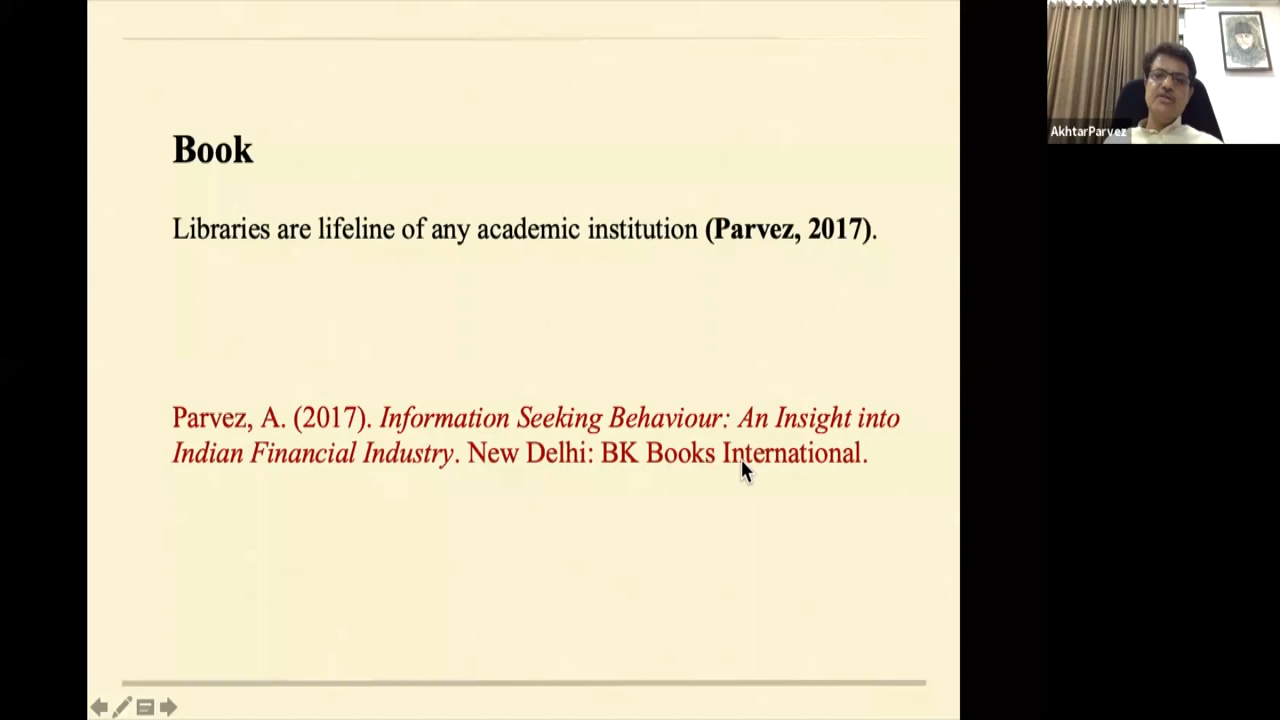 Book
Libraries are lifeline of any academic institution (Parvez, 2017).
Parvez, A. (2017). Information Seeking Behaviour: An Insight into
Indian Financial Industry. New Delhi: BK Books International.
AkhtarParvez